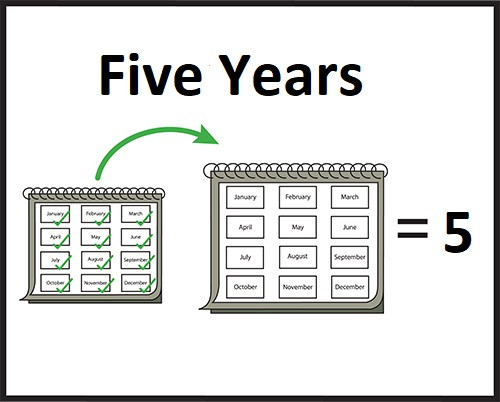 Five Years
January February March
April May June
July August September
October November December
January February March
April May June
July August September
October November December
= 5